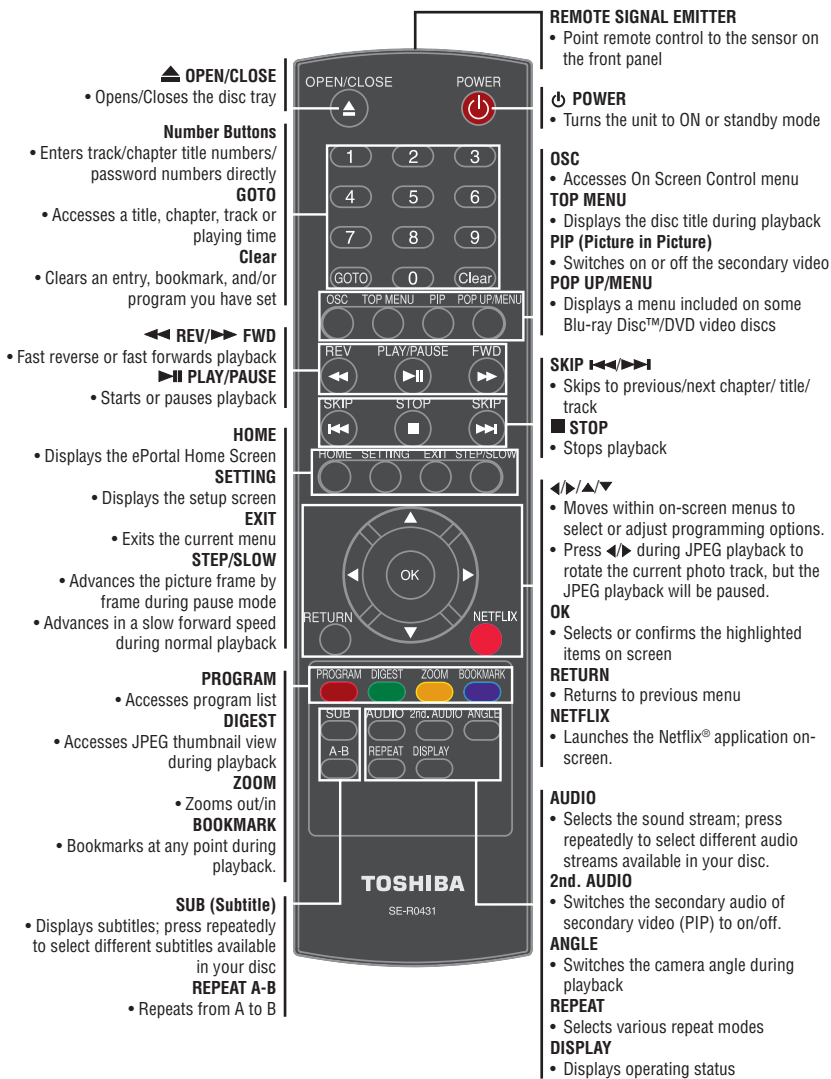 REMOTE SIGNAL EMITTER
• Point remote control to the sensor on
the front panel
⏏ OPEN/CLOSE
• Opens/Closes the disc tray
Number Buttons
• Enters track/chapter title numbers/
password numbers directly
GOTO
• Accesses a title, chapter, track or
playing time
Clear
• Clears an entry, bookmark, and/or
program you have set
◀◀ REV/▶▶ FWD
• Fast reverse or fast forwards playback
▶II PLAY/PAUSE
• Starts or pauses playback
HOME
• Displays the ePortal Home Screen
SETTING
• Displays the setup screen
EXIT
• Exits the current menu
STEP/SLOW
• Advances the picture frame by
frame during pause mode
• Advances in a slow forward speed
during normal playback
PROGRAM
• Accesses program list
DIGEST
• Accesses JPEG thumbnail view
during playback
ZOOM
• Zooms out/in
BOOKMARK
• Bookmarks at any point during
playback.
SUB (Subtitle)
• Displays subtitles; press repeatedly
to select different subtitles available
in your disc
REPEAT A-B
• Repeats from A to B
OPEN/CLOSE POWER
1 2 3
4 5 6
7 8 9
GOTO 0 Clear
OSC TOP MENU PIP POP UP/MENU
REV PLAY/PAUSE FWD
SKIP STOP SKIP
HOME SETTING EXIT STEP/SLOW
OK
RETURN NETFLIX
PROGRAM DIGEST ZOOM BOOKMARK
SUB AUDIO 2nd. AUDIO ANGLE
A-B REPEAT DISPLAY
TOSHIBA
SE-R0431
⏻ POWER
• Turns the unit to ON or standby mode
OSC
• Accesses On Screen Control menu
TOP MENU
• Displays the disc title during playback
PIP (Picture in Picture)
• Switches on or off the secondary video
POP UP/MENU
• Displays a menu included on some
Blu-ray Disc™/DVD video discs
SKIP I◀◀/▶▶I
• Skips to previous/next chapter/ title/
track
■ STOP
• Stops playback
◀/▶/▲/▼
• Moves within on-screen menus to
select or adjust programming options.
• Press ◀/▶ during JPEG playback to
rotate the current photo track, but the
JPEG playback will be paused.
OK
• Selects or confirms the highlighted
items on screen
RETURN
• Returns to previous menu
NETFLIX
• Launches the Netflix® application on-
screen.
AUDIO
• Selects the sound stream; press
repeatedly to select different audio
streams available in your disc.
2nd. AUDIO
• Switches the secondary audio of
secondary video (PIP) to on/off.
ANGLE
• Switches the camera angle during
playback
REPEAT
• Selects various repeat modes
DISPLAY
• Displays operating status